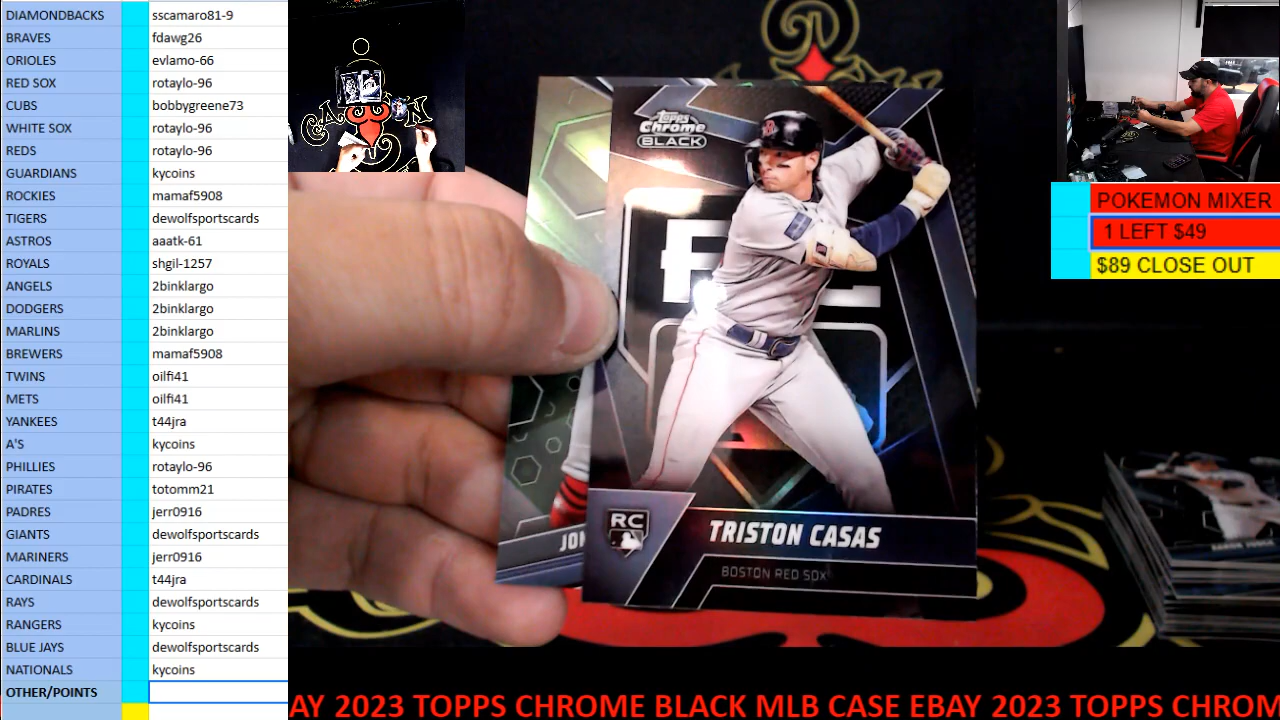 DIAMONDBACKS sscamaro81-9
BRAVES fdawg26
ORIOLES evlamo-66
RED SOX rotaylo-96
CUBS bobbygreene73
WHITE SOX rotaylo-96
REDS rotaylo-96
GUARDIANS kycoins
ROCKIES mamaf5908
TIGERS dewolfsportscards
ASTROS aaatk-61
ROYALS shgil-1257
ANGELS 2binklargo
DODGERS 2binklargo
MARLINS 2binklargo
BREWERS mamaf5908
TWINS oilfi41
METS oilfi41
YANKEES t44jra
A'S kycoins
PHILLIES rotaylo-96
PIRATES totomm21
PADRES jerr0916
GIANTS dewolfsportscards
MARINERS jerr0916
CARDINALS t44jra
RAYS dewolfsportscards
RANGERS kycoins
BLUE JAYS dewolfsportscards
NATIONALS kycoins
OTHER/POINTS
Topps
Chrome
BLACK
RC
TRISTON CASAS
BOSTON RED SOX
JON
POKEMON MIXER
1 LEFT $49
$89 CLOSE OUT
AY 2023 TOPPS CHROME BLACK MLB CASE EBAY 2023 TOPPS CHROM